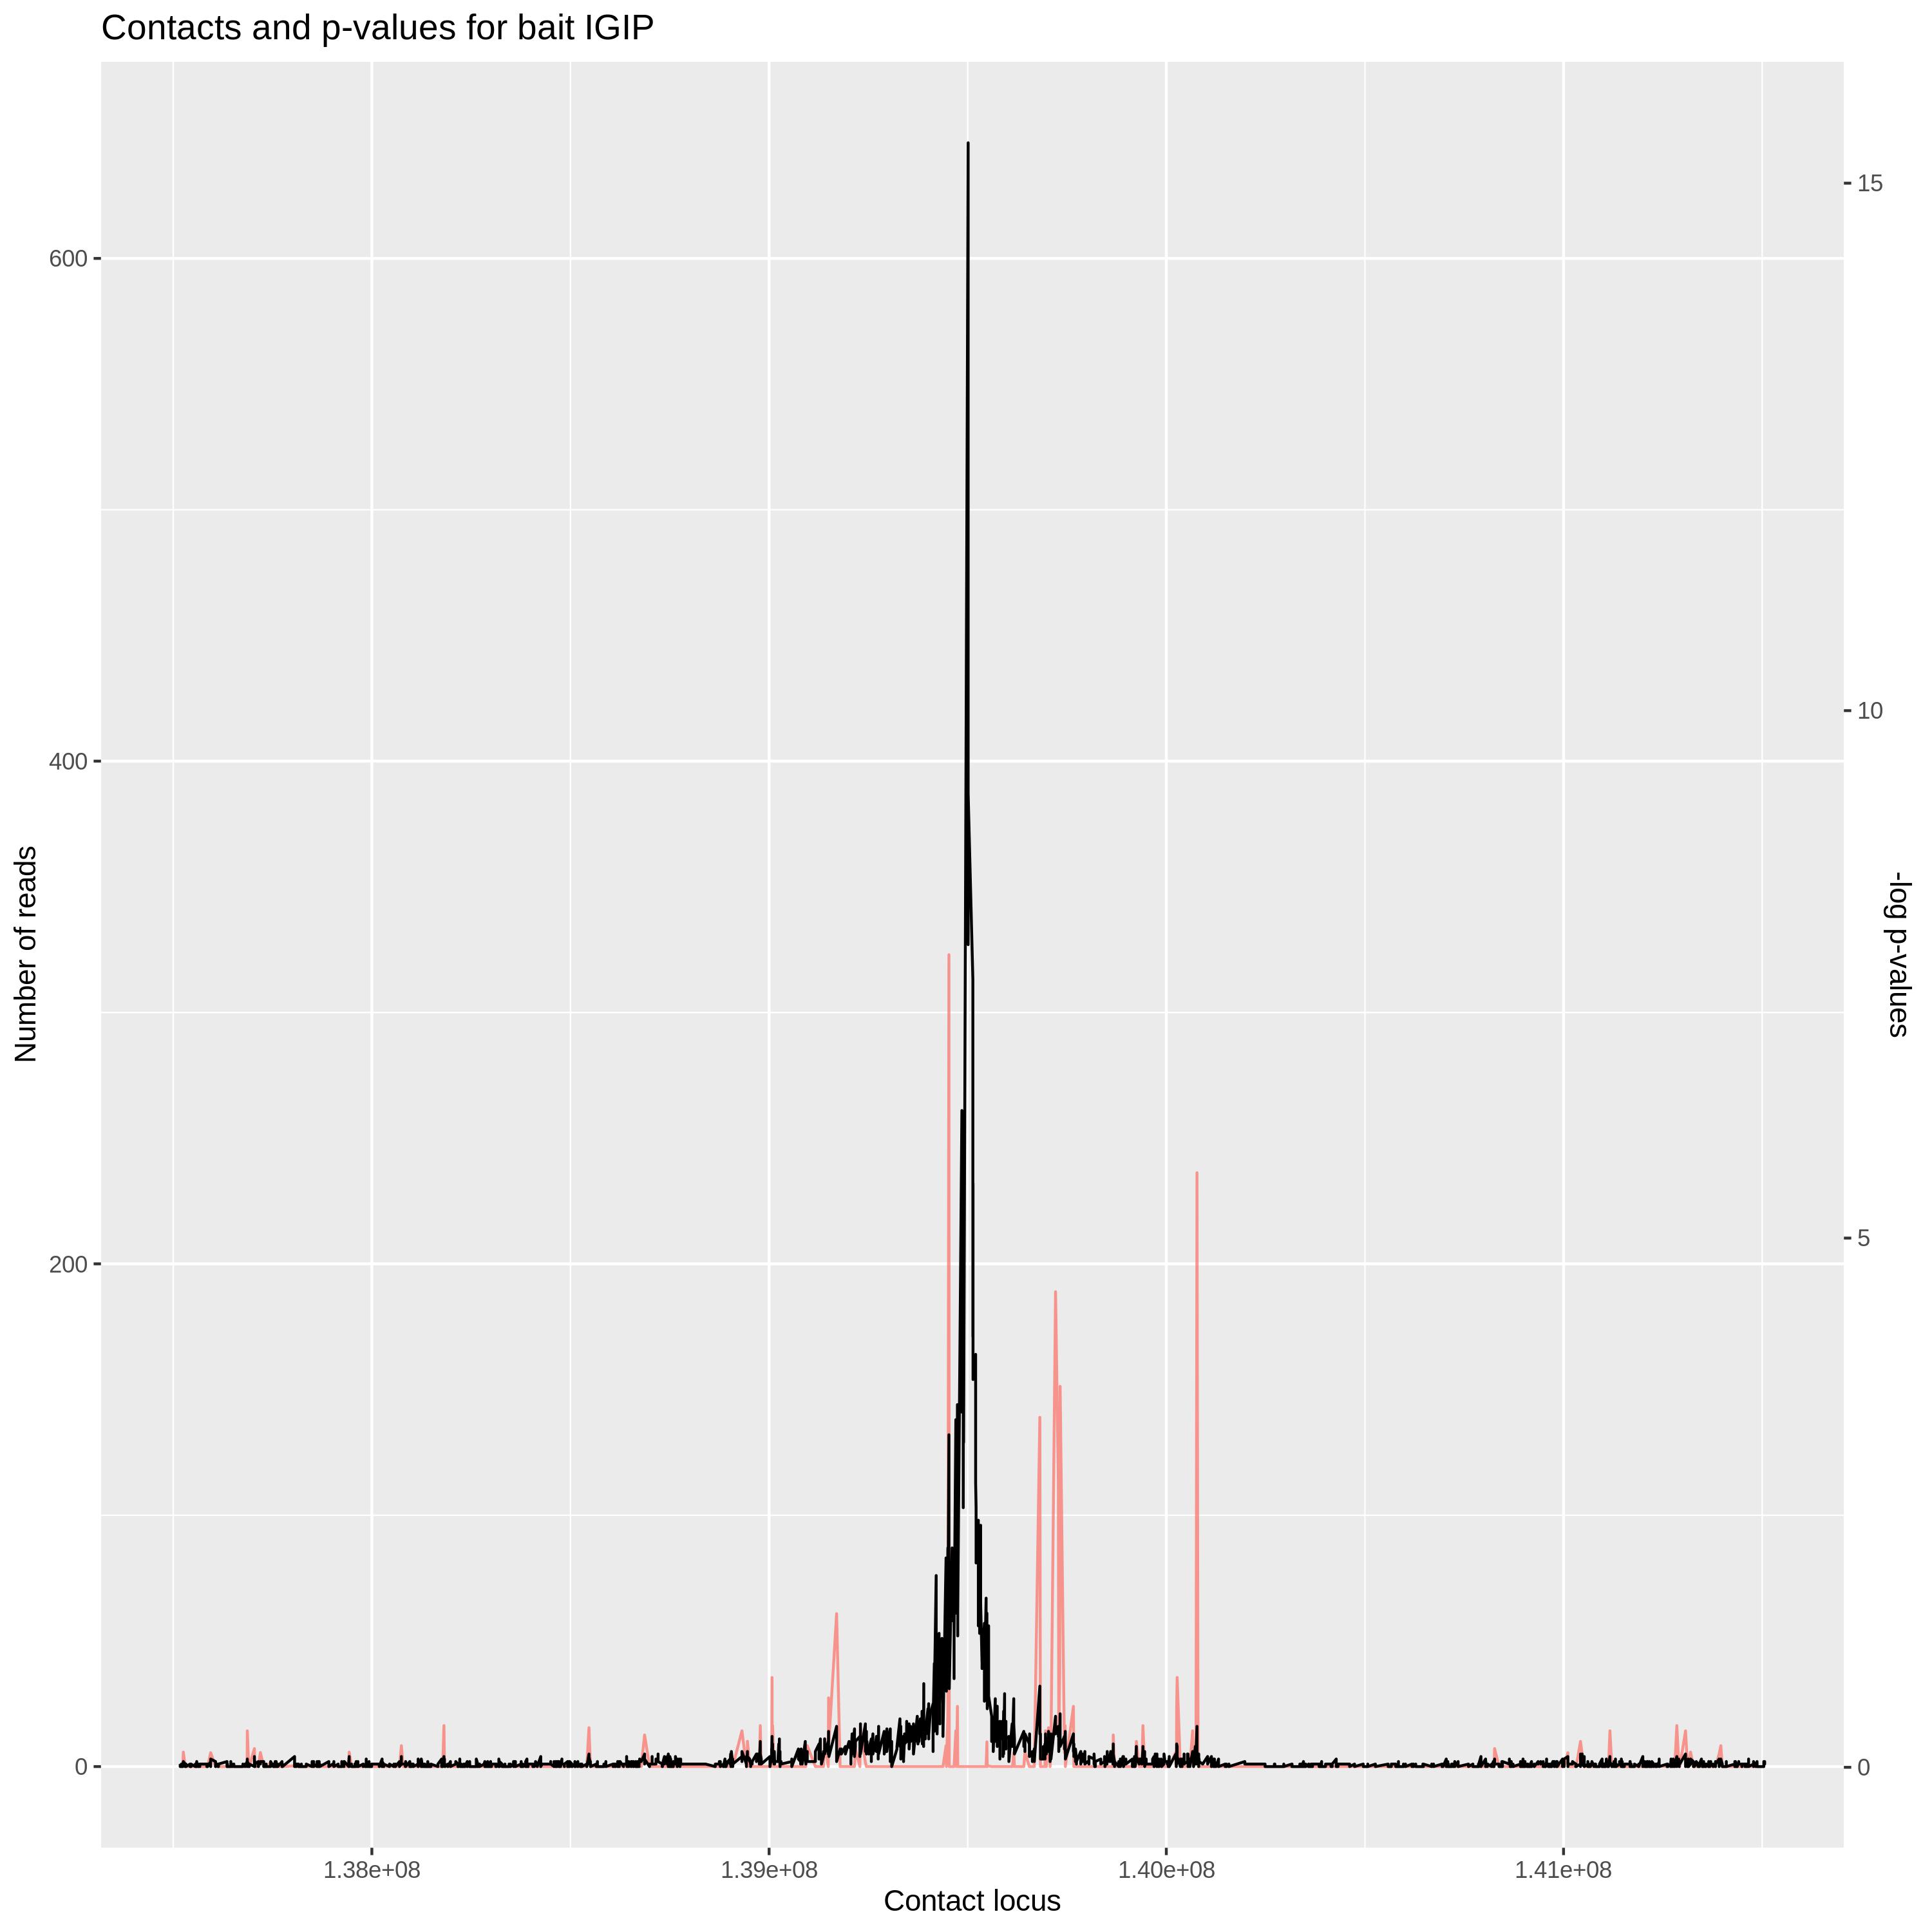 Contacts and p-values for bait IGIP
15
600
10
400
Number of reads
-log p-values
5
200
0
0
1.38e+08
1.39e+08
1.40e+08
1.41e+08
Contact locus